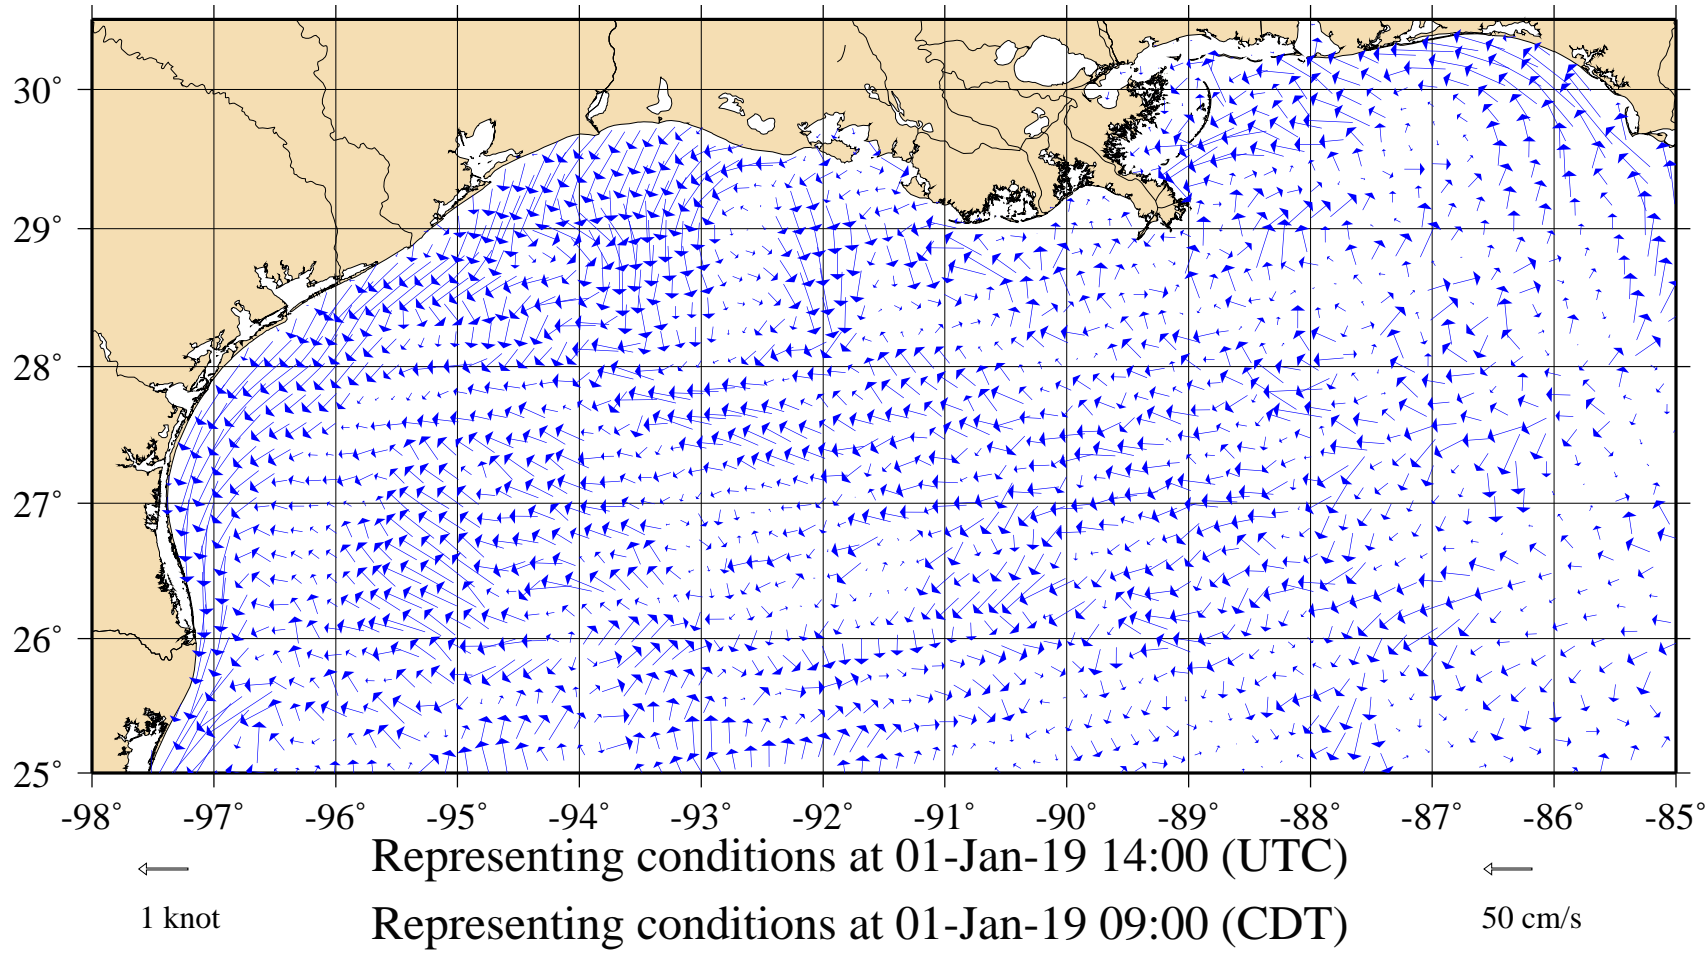 30°
29°
28°
27°
26°
25°
-98° -97° -96° -95° -94° -93° -92° -91° -90° -89° -88° -87° -86° -85°
Representing conditions at 01-Jan-19 14:00 (UTC)
1 knot
Representing conditions at 01-Jan-19 09:00 (CDT)
50 cm/s